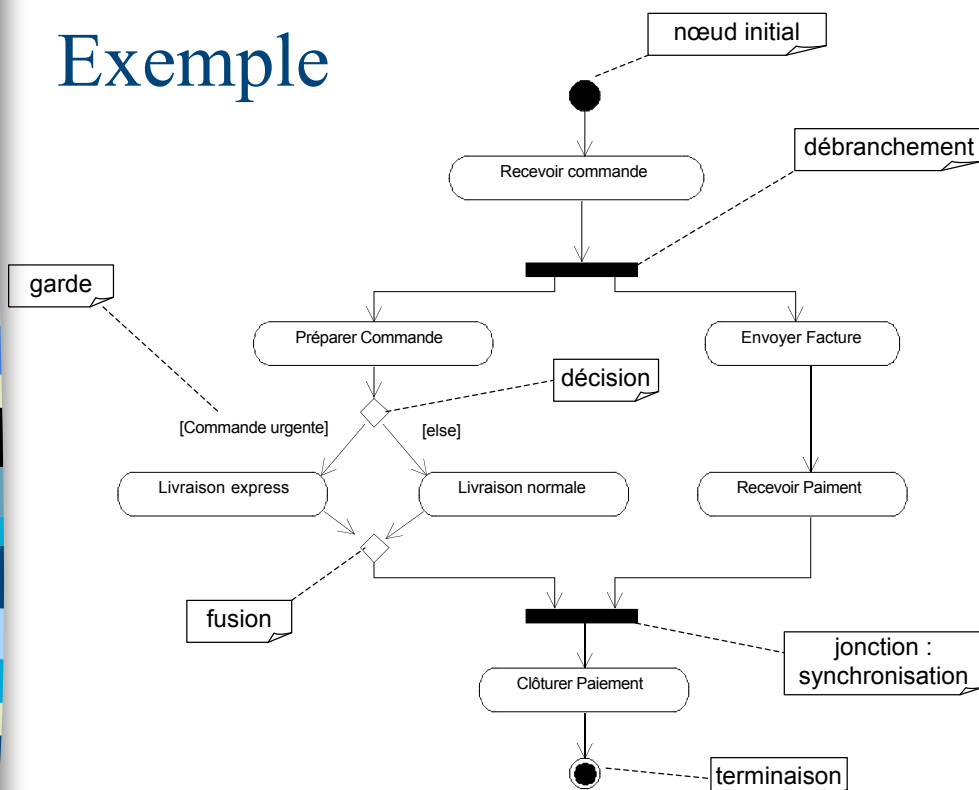 Exemple
nœud initial
Recevoir commande
débranchement
garde
Préparer Commande
Envoyer Facture
décision
[Commande urgente]
[else]
Livraison express
Livraison normale
Recevoir Paiment
fusion
jonction :
synchronisation
Clôturer Paiement
terminaison